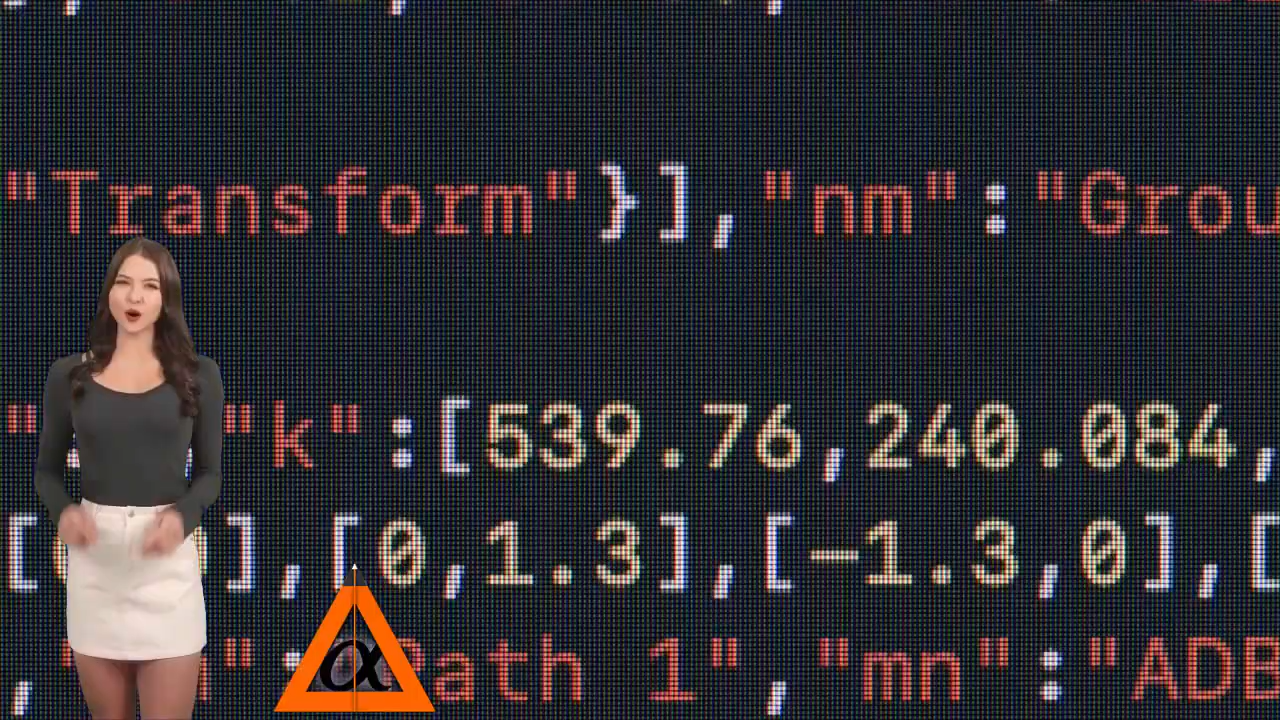 "Transform"}],"nm":"Grou
"k":[539.76,240.084,
],[0,1.3],[-1.3,0],[
α Path 1","mn":"ADB